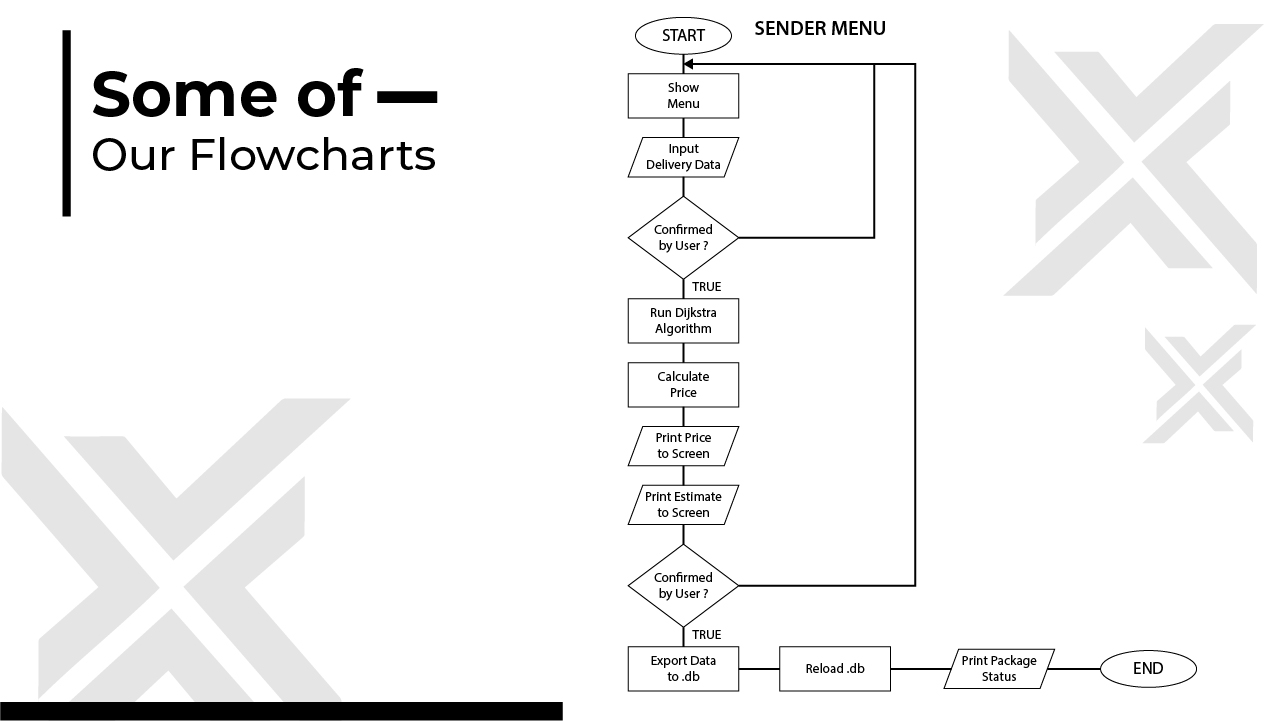 Some of —
Our Flowcharts
SENDER MENU
START
Show
Menu
Input
Delivery Data
Confirmed
by User ?
TRUE
Run Dijkstra
Algorithm
Calculate
Price
Print Price
to Screen
Print Estimate
to Screen
Confirmed
by User ?
TRUE
Export Data
to .db
Reload .db
Print Package
Status
END